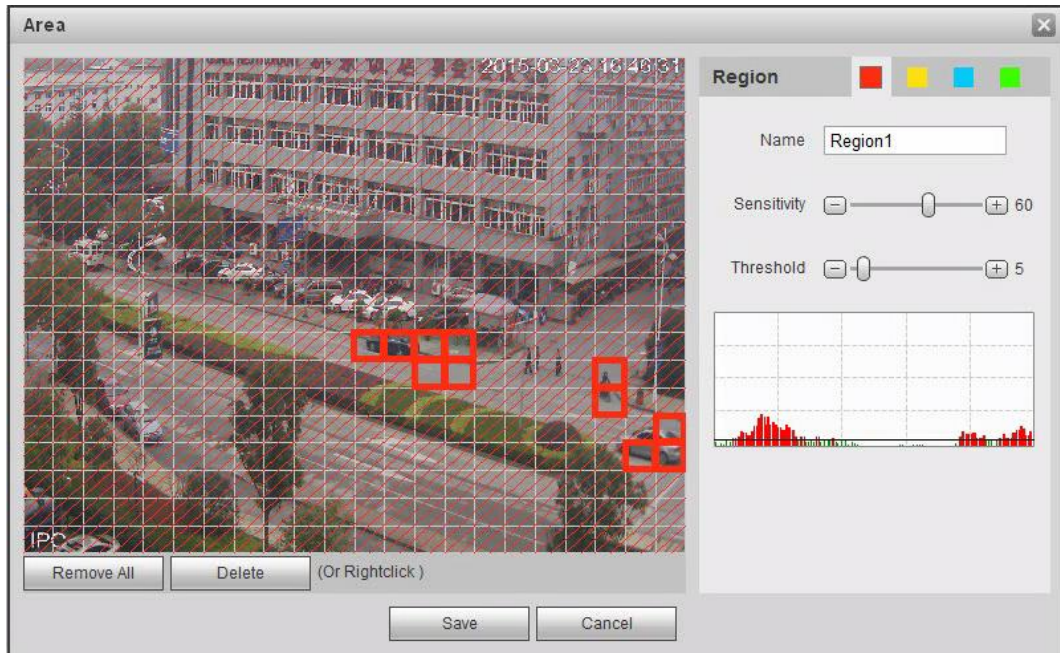 Area
2015-03-23 16:46:31
Region
Name
Region1
Sensitivity
60
Threshold
5
IPC
Remove All
Delete
(Or Rightclick )
Save
Cancel